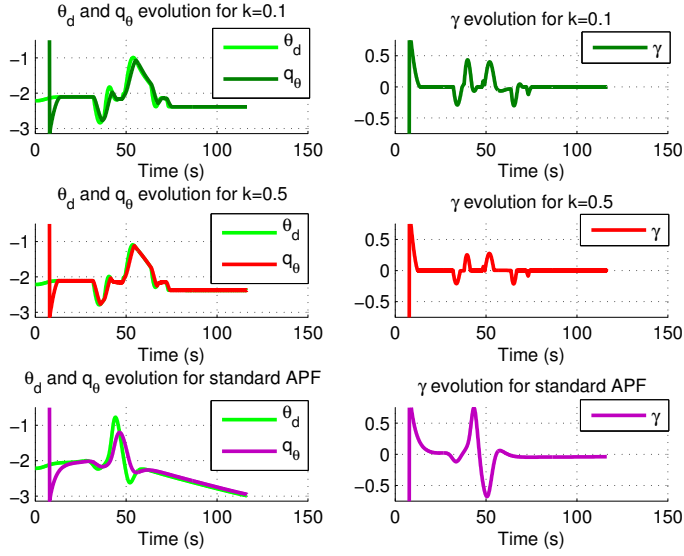 θd and qθ evolution for k=0.1
γ evolution for k=0.1
−1
−2
−3
θd
qθ
0
50
100
150
Time (s)
0.5
0
−0.5
γ
0
50
100
150
Time (s)
θd and qθ evolution for k=0.5
γ evolution for k=0.5
−1
−2
−3
θd
qθ
0
50
100
150
Time (s)
0.5
0
−0.5
γ
0
50
100
150
Time (s)
θd and qθ evolution for standard APF
γ evolution for standard APF
−1
−2
−3
θd
qθ
0
50
100
150
Time (s)
0.5
0
−0.5
γ
0
50
100
150
Time (s)